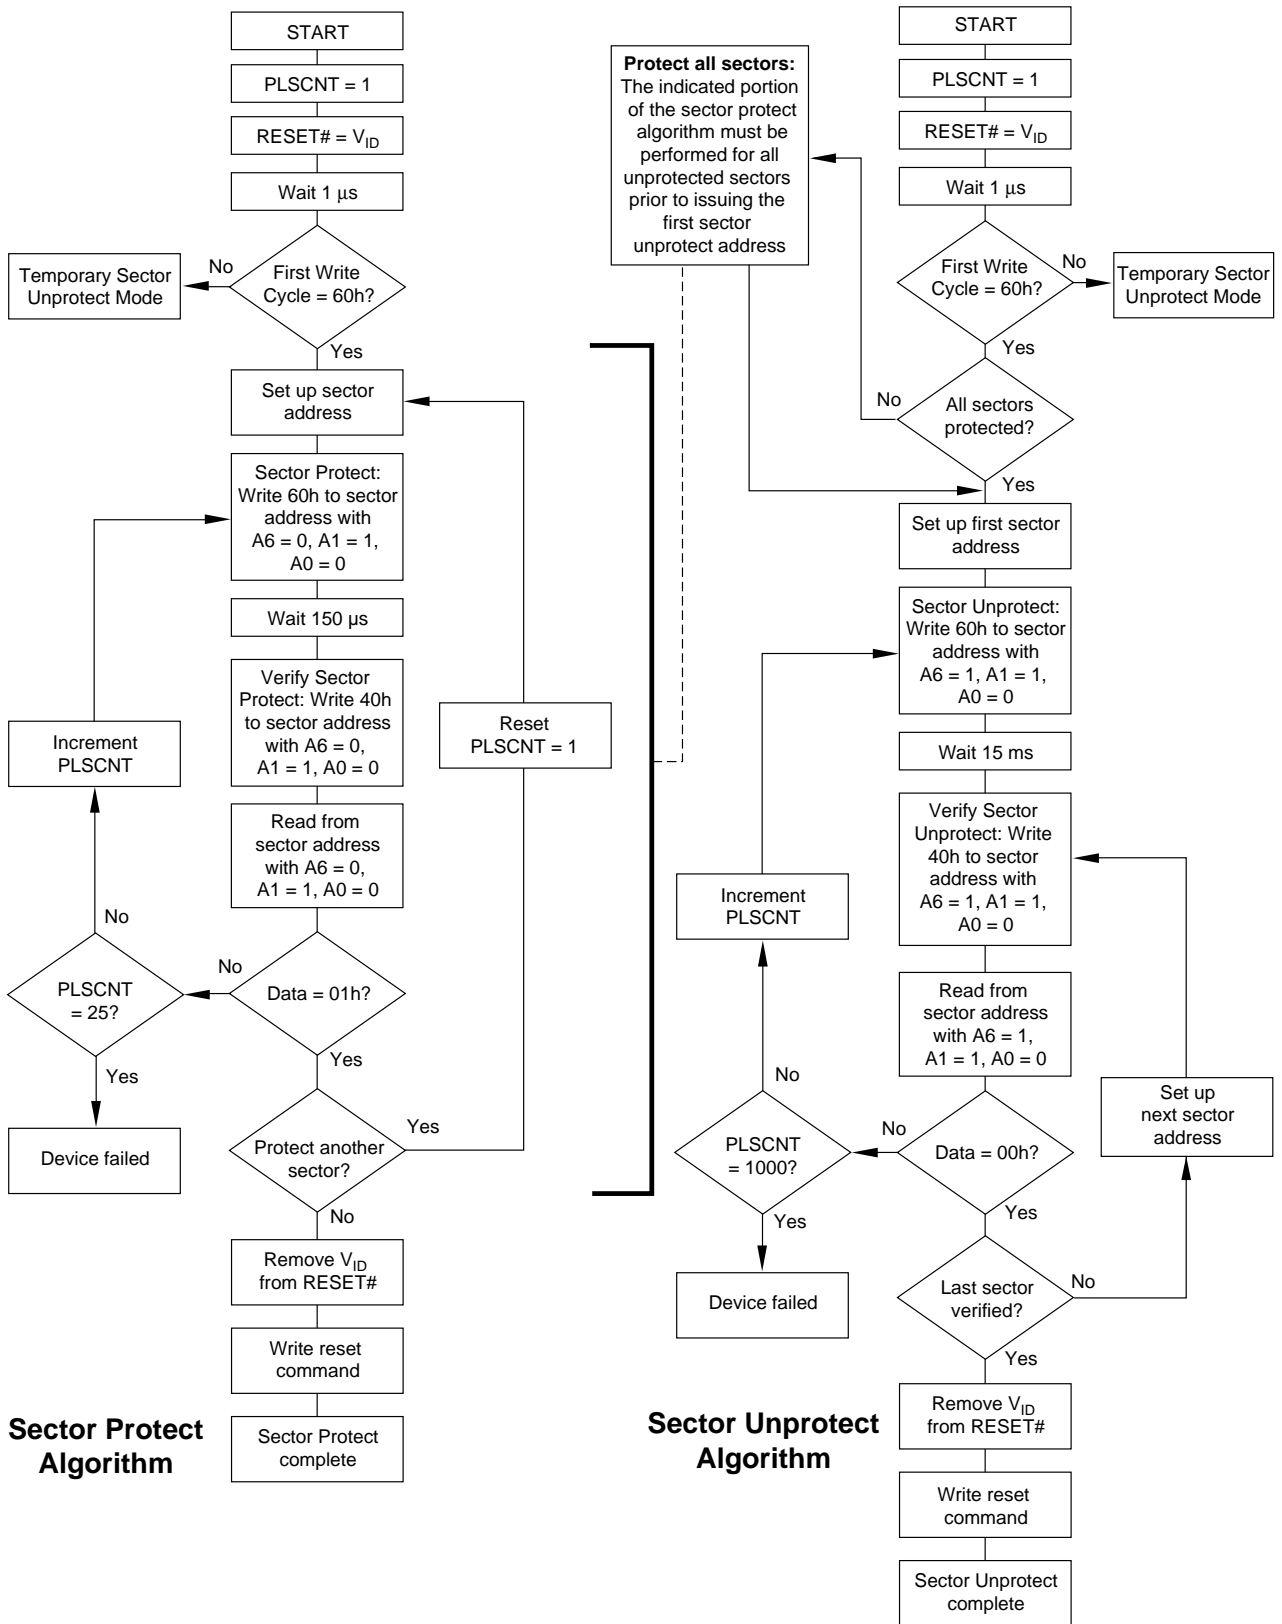 START
PLSCNT = 1
RESET# = VID
Wait 1 μs
First Write
Cycle = 60h?
No
Temporary Sector
Unprotect Mode
Yes
Set up sector
address
Sector Protect:
Write 60h to sector
address with
A6 = 0, A1 = 1,
A0 = 0
Wait 150 µs
Verify Sector
Protect: Write 40h
to sector address
with A6 = 0,
A1 = 1, A0 = 0
Reset
PLSCNT = 1
Increment
PLSCNT
Read from
sector address
with A6 = 0,
A1 = 1, A0 = 0
No
No
PLSCNT
= 25?
Data = 01h?
Yes
Yes
Device failed
Protect another
sector?
Yes
No
Remove VID
from RESET#
Write reset
command
Sector Protect
complete
Sector Protect
Algorithm
Protect all sectors:
The indicated portion
of the sector protect
algorithm must be
performed for all
unprotected sectors
prior to issuing the
first sector
unprotect address
START
PLSCNT = 1
RESET# = VID
Wait 1 μs
First Write
Cycle = 60h?
No
Temporary Sector
Unprotect Mode
Yes
No
All sectors
protected?
Yes
Set up first sector
address
Sector Unprotect:
Write 60h to sector
address with
A6 = 1, A1 = 1,
A0 = 0
Wait 15 ms
Verify Sector
Unprotect: Write
40h to sector
address with
A6 = 1, A1 = 1,
A0 = 0
Increment
PLSCNT
Read from
sector address
with A6 = 1,
A1 = 1, A0 = 0
No
Set up
next sector
address
No
PLSCNT
= 1000?
Data = 00h?
Yes
Yes
Device failed
Last sector
verified?
No
Yes
Remove VID
from RESET#
Write reset
command
Sector Unprotect
complete
Sector Unprotect
Algorithm